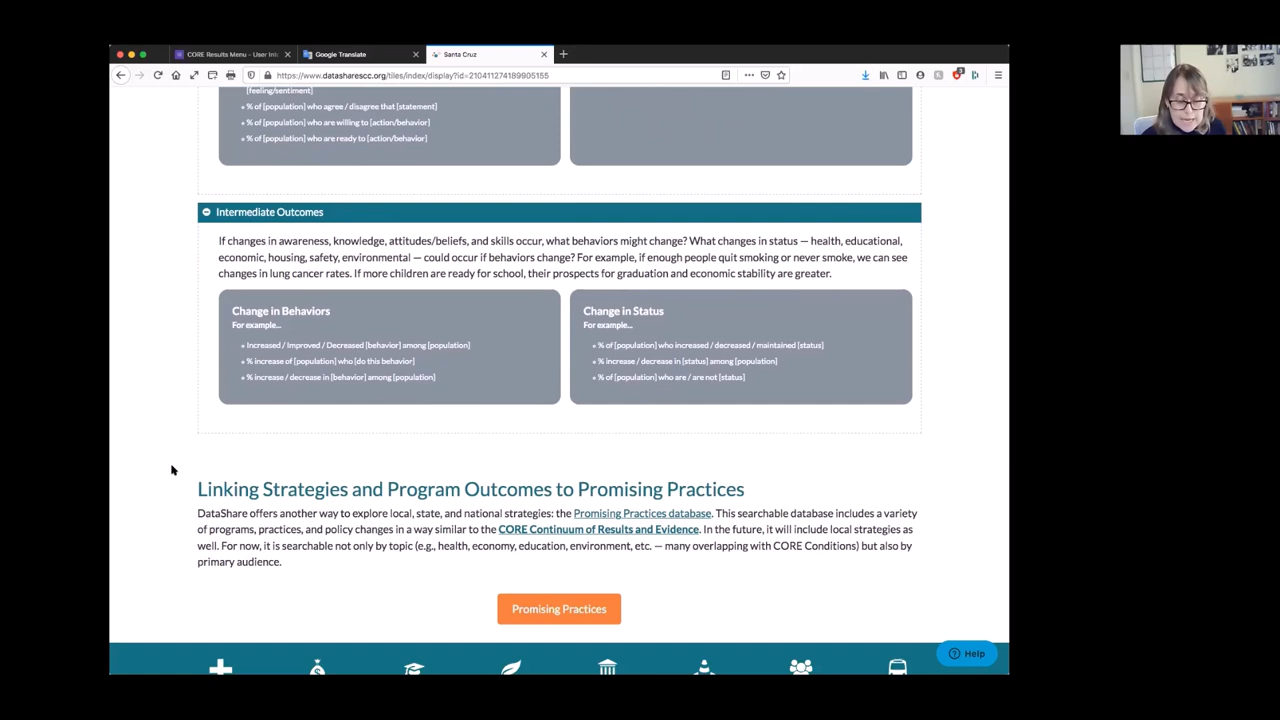 CORE Results Menu - User Int
Google Translate
Santa Cruz
https://www.datasharescc.org/tiles/index/display?id=210411274189905155
[feeling/sentiment]
% of [population] who agree / disagree that [statement]
% of [population] who are willing to [action/behavior]
% of [population] who are ready to [action/behavior]
Intermediate Outcomes
If changes in awareness, knowledge, attitudes/beliefs, and skills occur, what behaviors might change? What changes in status — health, educational,
economic, housing, safety, environmental — could occur if behaviors change? For example, if enough people quit smoking or never smoke, we can see
changes in lung cancer rates. If more children are ready for school, their prospects for graduation and economic stability are greater.
Change in Behaviors
For example...
Increased / Improved / Decreased [behavior] among [population]
% increase of [population] who [do this behavior]
% increase / decrease in [behavior] among [population]
Change in Status
For example...
% of [population] who increased / decreased / maintained [status]
% increase / decrease in [status] among [population]
% of [population] who are / are not [status]
Linking Strategies and Program Outcomes to Promising Practices
DataShare offers another way to explore local, state, and national strategies: the Promising Practices database. This searchable database includes a variety
of programs, practices, and policy changes in a way similar to the CORE Continuum of Results and Evidence. In the future, it will include local strategies as
well. For now, it is searchable not only by topic (e.g., health, economy, education, environment, etc. — many overlapping with CORE Conditions) but also by
primary audience.
Promising Practices
Help